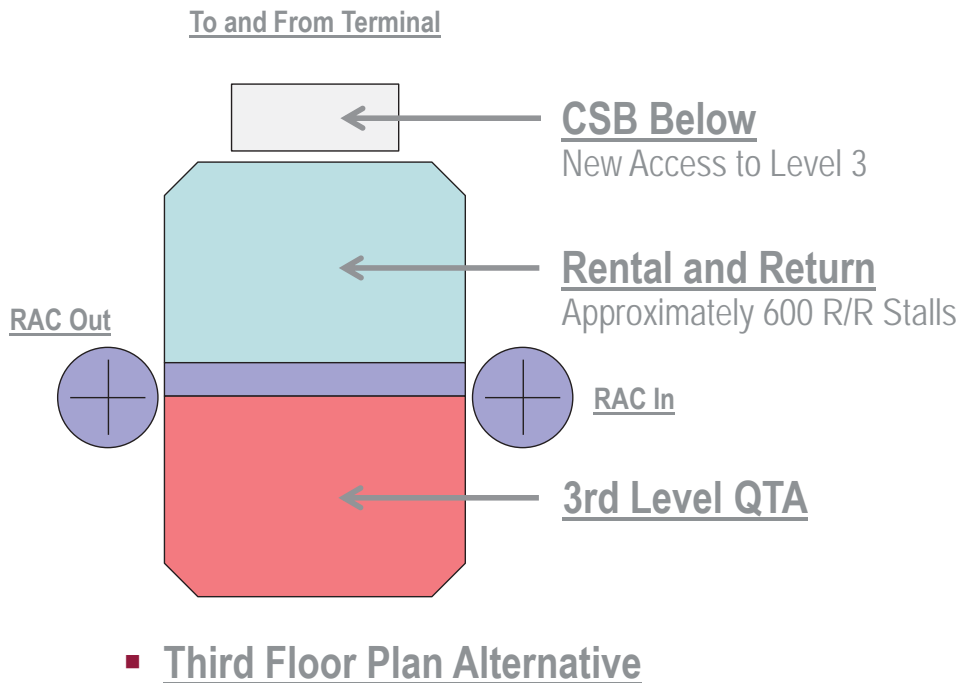 To and From Terminal
CSB Below
New Access to Level 3
Rental and Return
Approximately 600 R/R Stalls
RAC Out
RAC In
3rd Level QTA
Third Floor Plan Alternative